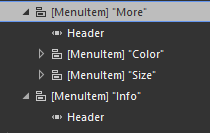 [MenuItem] "More"
Header
[MenuItem] "Color"
[MenuItem] "Size"
[MenuItem] "Info"
Header